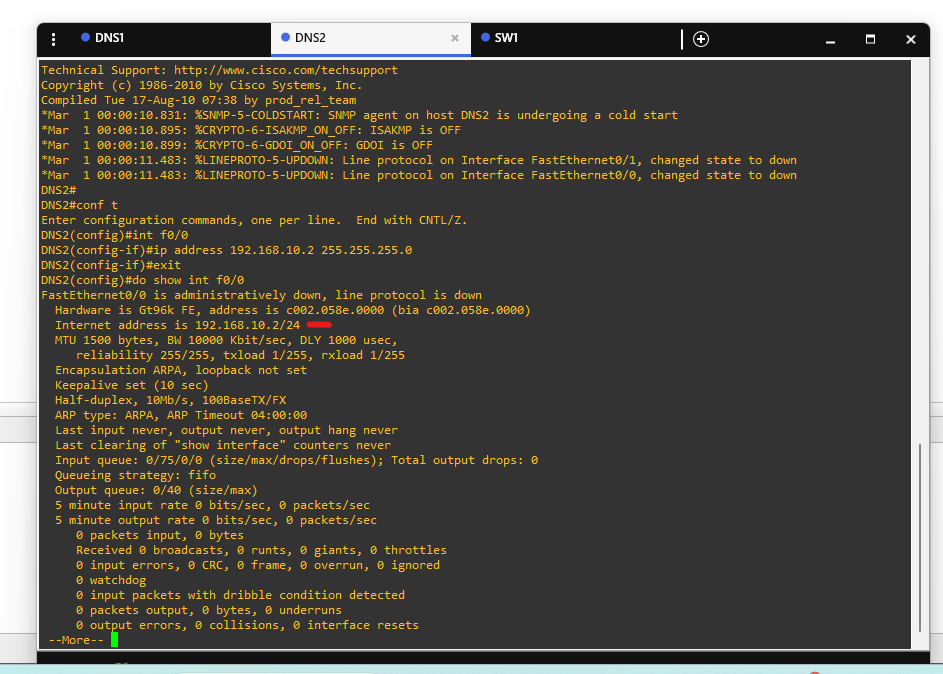 DNS1
DNS2
SW1
Technical Support: http://www.cisco.com/techsupport
Copyright (c) 1986-2010 by Cisco Systems, Inc.
Compiled Tue 17-Aug-10 07:38 by prod_rel_team
*Mar  1 00:00:10.831: %SNMP-5-COLDSTART: SNMP agent on host DNS2 is undergoing a cold start
*Mar  1 00:00:10.895: %CRYPTO-6-ISAKMP_ON_OFF: ISAKMP is OFF
*Mar  1 00:00:10.899: %CRYPTO-6-GDOI_ON_OFF: GDOI is OFF
*Mar  1 00:00:11.483: %LINEPROTO-5-UPDOWN: Line protocol on Interface FastEthernet0/1, changed state to down
*Mar  1 00:00:11.483: %LINEPROTO-5-UPDOWN: Line protocol on Interface FastEthernet0/0, changed state to down
DNS2#
DNS2#conf t
Enter configuration commands, one per line.  End with CNTL/Z.
DNS2(config)#int f0/0
DNS2(config-if)#ip address 192.168.10.2 255.255.255.0
DNS2(config-if)#exit
DNS2(config)#do show int f0/0
FastEthernet0/0 is administratively down, line protocol is down
  Hardware is Gt96k FE, address is c002.058e.0000 (bia c002.058e.0000)
  Internet address is 192.168.10.2/24
  MTU 1500 bytes, BW 10000 Kbit/sec, DLY 1000 usec,
     reliability 255/255, txload 1/255, rxload 1/255
  Encapsulation ARPA, loopback not set
  Keepalive set (10 sec)
  Half-duplex, 10Mb/s, 100BaseTX/FX
  ARP type: ARPA, ARP Timeout 04:00:00
  Last input never, output never, output hang never
  Last clearing of "show interface" counters never
  Input queue: 0/75/0/0 (size/max/drops/flushes); Total output drops: 0
  Queueing strategy: fifo
  Output queue: 0/40 (size/max)
  5 minute input rate 0 bits/sec, 0 packets/sec
  5 minute output rate 0 bits/sec, 0 packets/sec
     0 packets input, 0 bytes
     Received 0 broadcasts, 0 runts, 0 giants, 0 throttles
     0 input errors, 0 CRC, 0 frame, 0 overrun, 0 ignored
     0 watchdog
     0 input packets with dribble condition detected
     0 packets output, 0 bytes, 0 underruns
     0 output errors, 0 collisions, 0 interface resets
 --More--